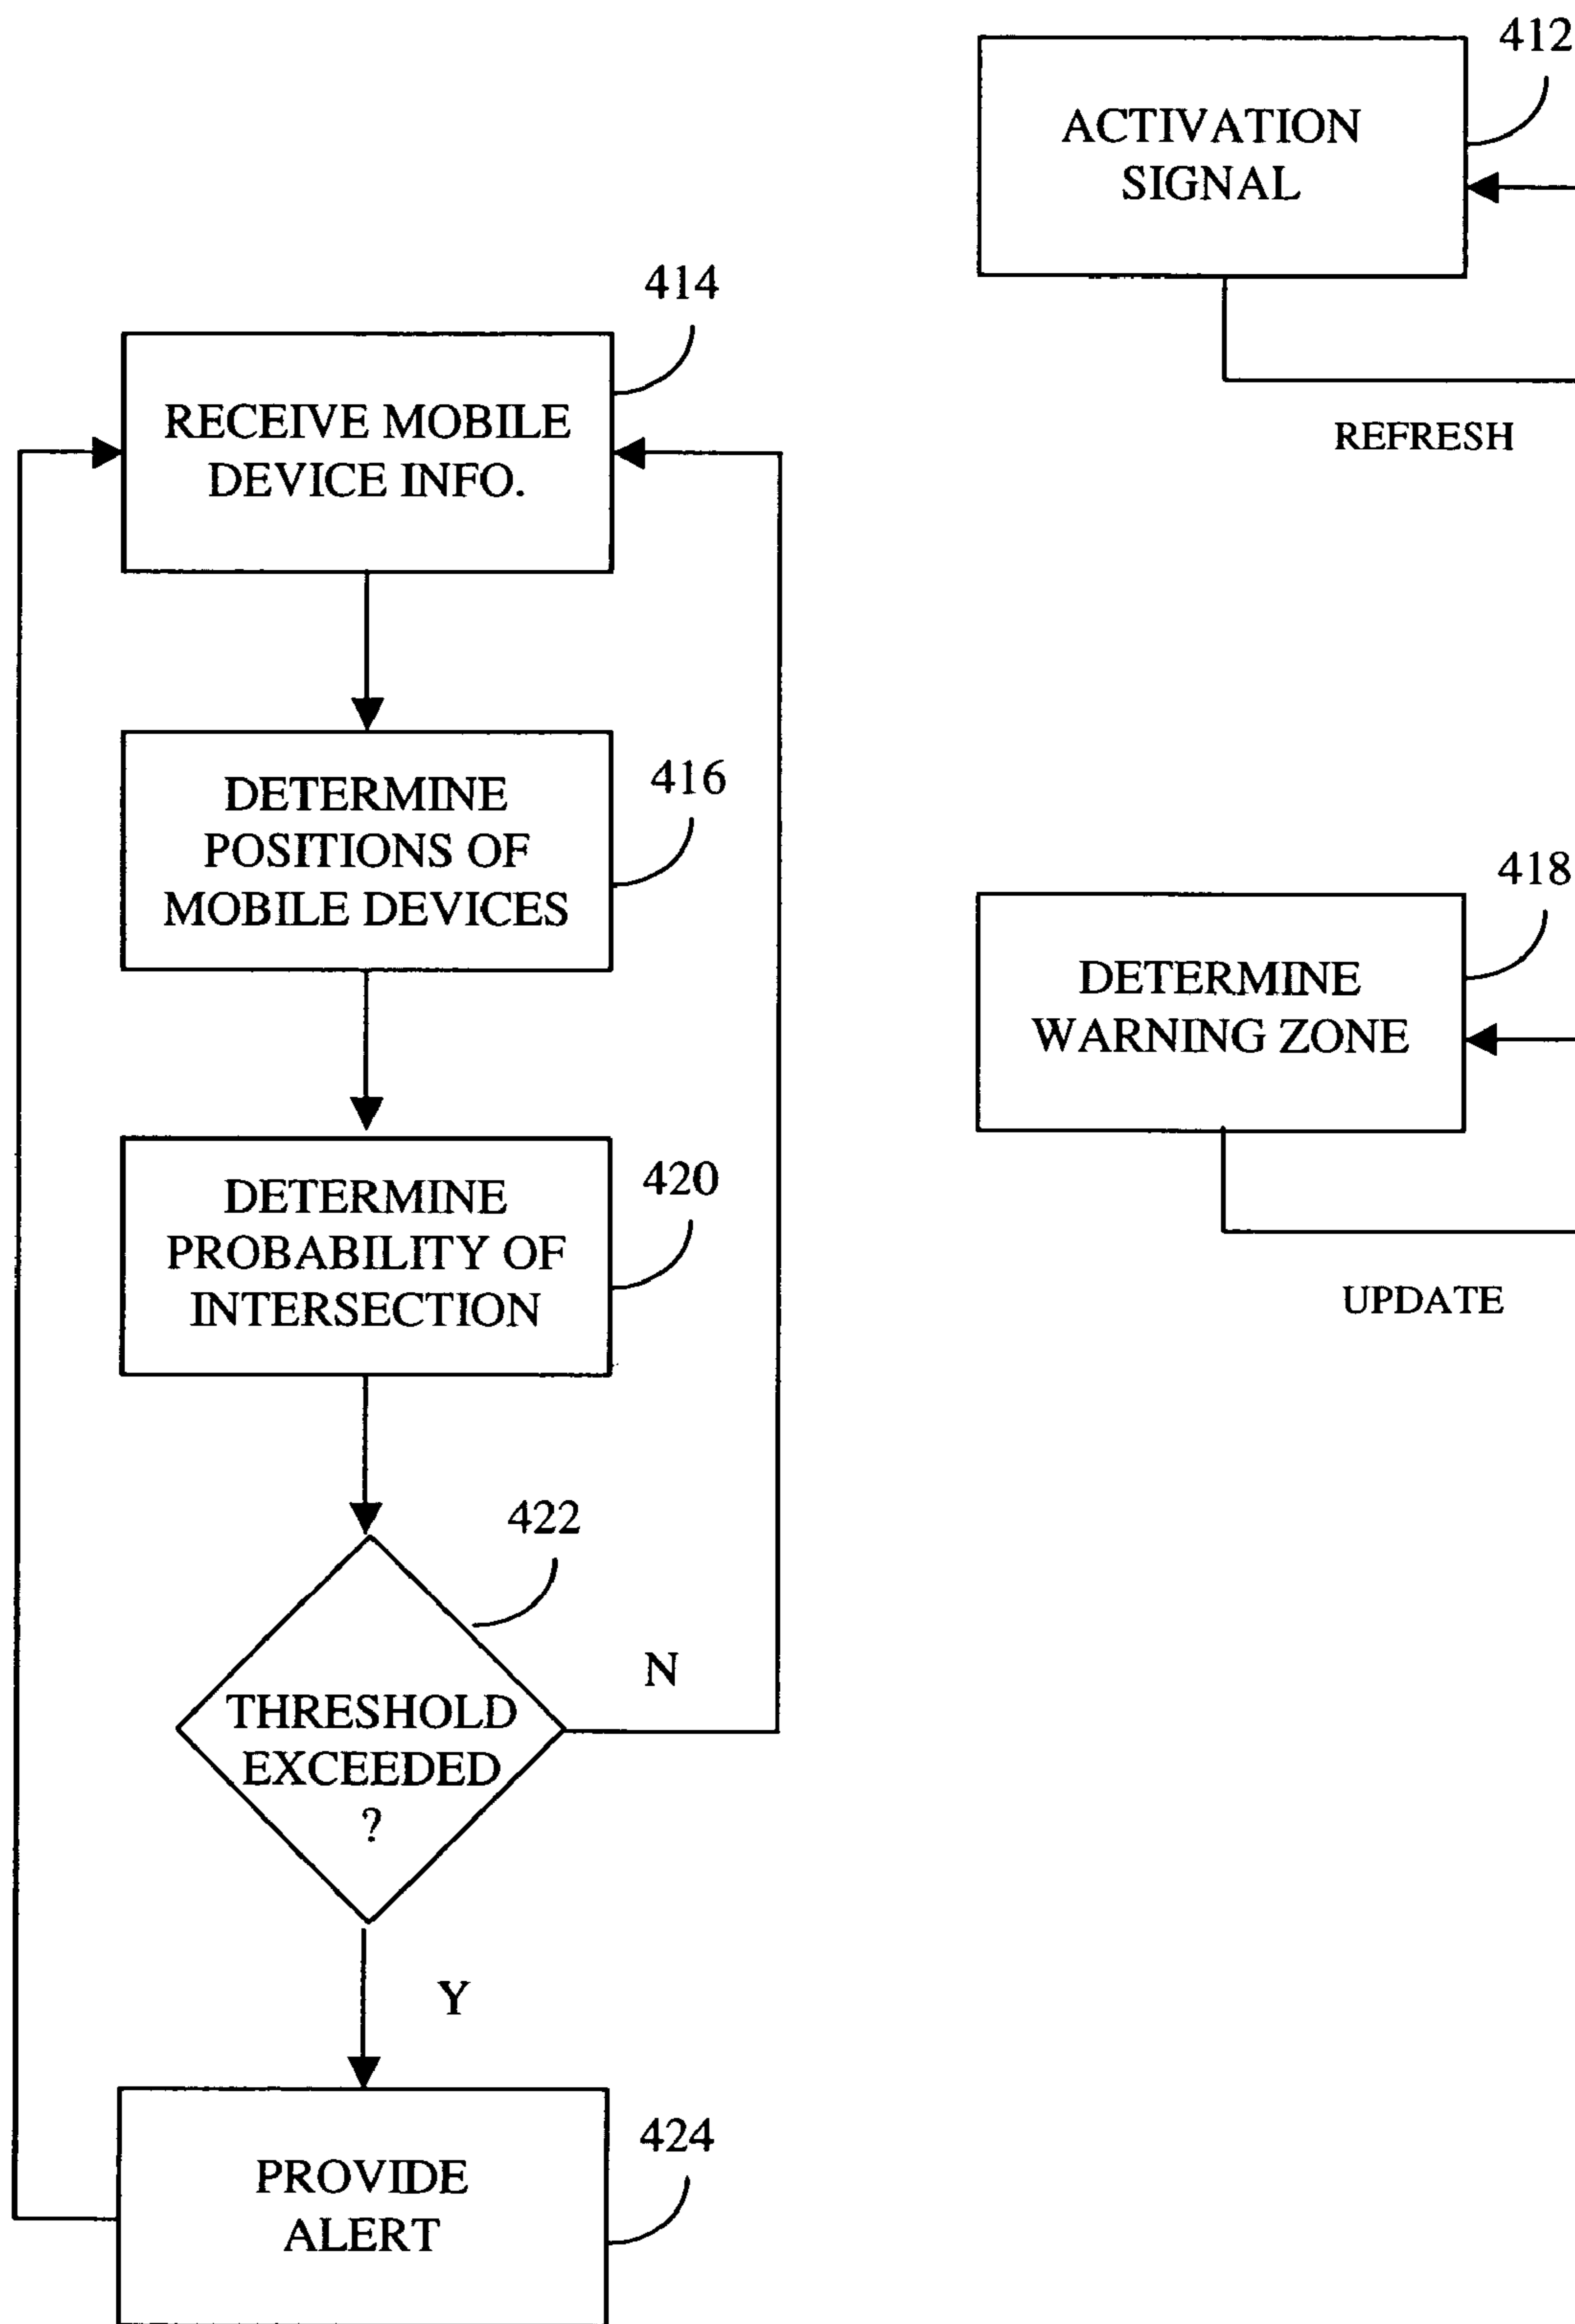 412
ACTIVATION
SIGNAL
REFRESH
414
RECEIVE MOBILE
DEVICE INFO.
416
DETERMINE
POSITIONS OF
MOBILE DEVICES
418
DETERMINE
WARNING ZONE
UPDATE
420
DETERMINE
PROBABILITY OF
INTERSECTION
422
THRESHOLD
EXCEEDED
?
N
Y
424
PROVIDE
ALERT